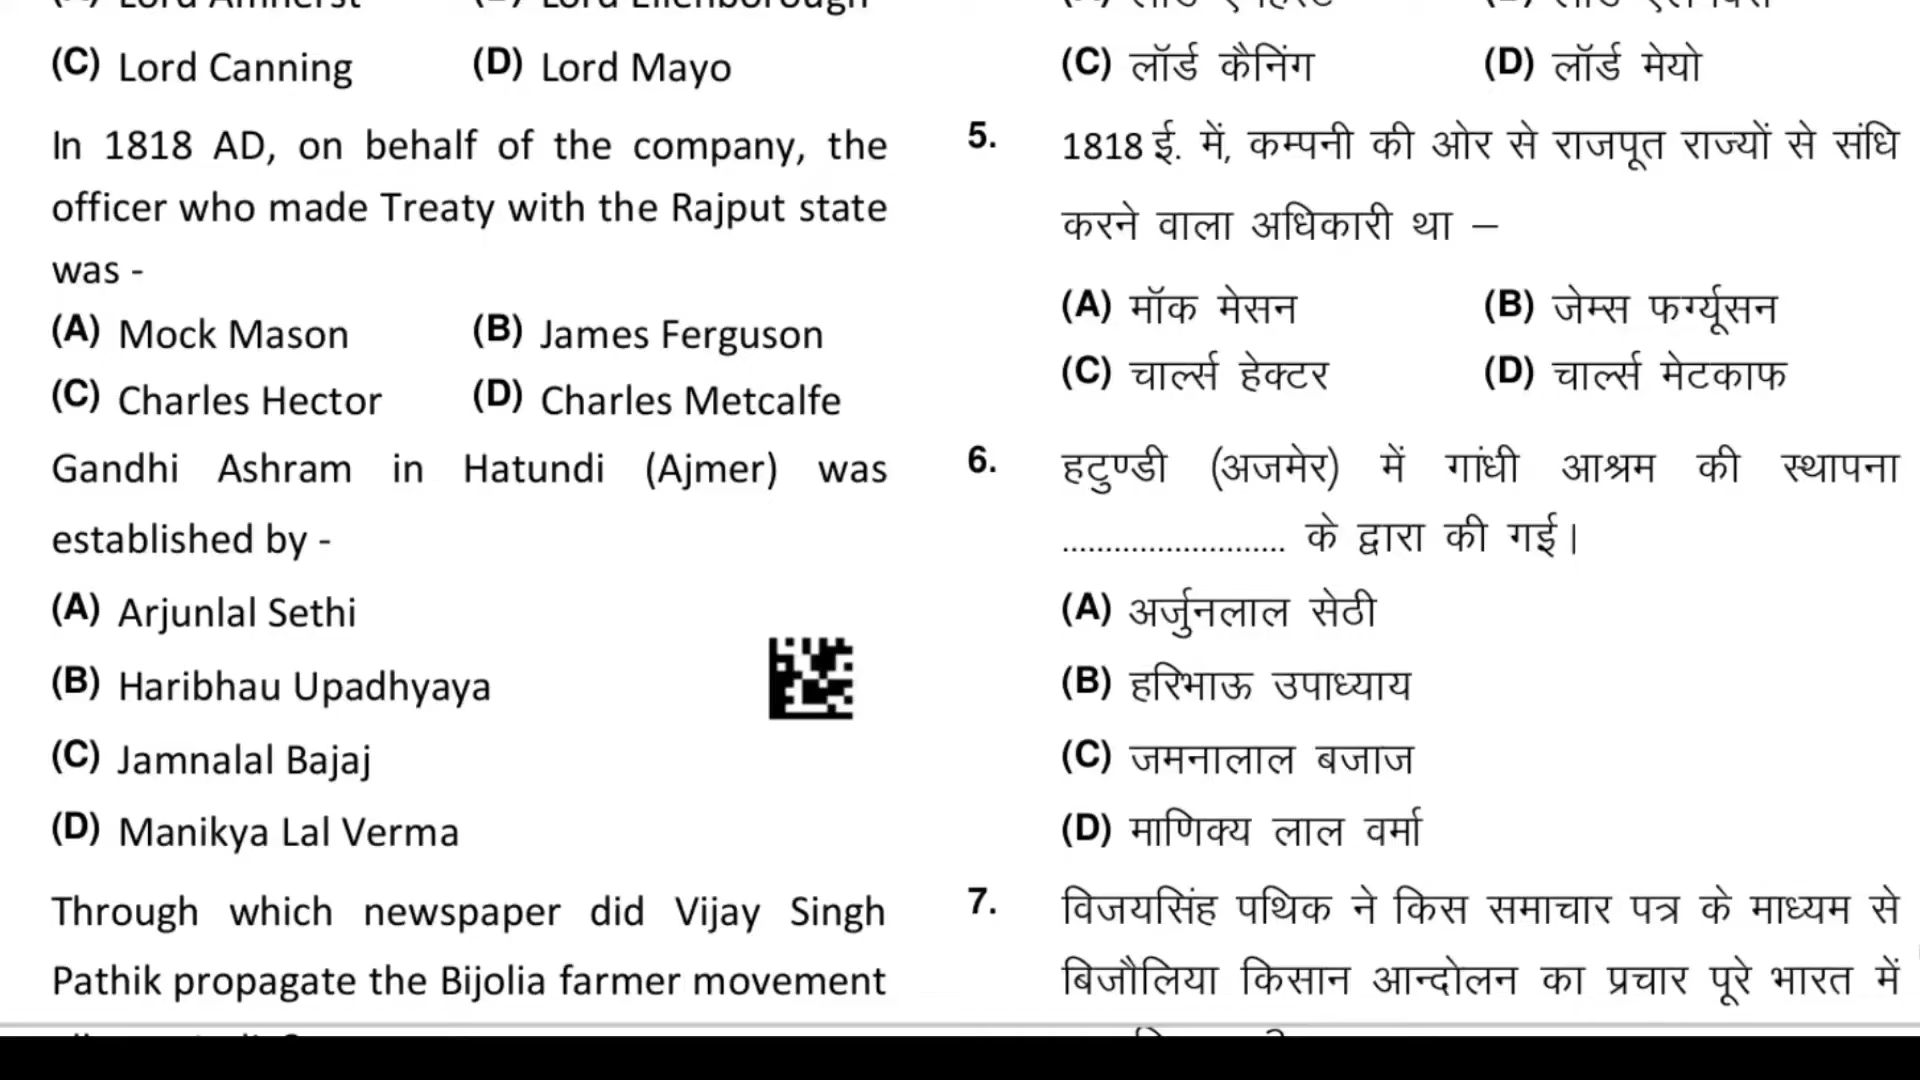 (C) Lord Canning (D) Lord Mayo
In 1818 AD, on behalf of the company, the
officer who made Treaty with the Rajput state
was -
(A) Mock Mason (B) James Ferguson
(C) Charles Hector (D) Charles Metcalfe
Gandhi Ashram in Hatundi (Ajmer) was
established by -
(A) Arjunlal Sethi
(B) Haribhau Upadhyaya
(C) Jamnalal Bajaj
(D) Manikya Lal Verma
Through which newspaper did Vijay Singh
Pathik propagate the Bijolia farmer movement
(C) लॉर्ड कैनिंग (D) लॉर्ड मेयो
5. 1818 ई. में, कम्पनी की ओर से राजपूत राज्यों से संधि
करने वाला अधिकारी था –
(A) मॉक मेसन (B) जेम्स फर्ग्यूसन
(C) चार्ल्स हेक्टर (D) चार्ल्स मेटकाफ
6. हटुण्डी (अजमेर) में गांधी आश्रम की स्थापना
.......................... के द्वारा की गई।
(A) अर्जुनलाल सेठी
(B) हरिभाऊ उपाध्याय
(C) जमनालाल बजाज
(D) माणिक्य लाल वर्मा
7. विजयसिंह पथिक ने किस समाचार पत्र के माध्यम से
बिजौलिया किसान आन्दोलन का प्रचार पूरे भारत में